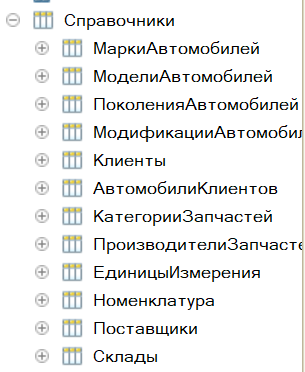 Справочники
МаркиАвтомобилей
МоделиАвтомобилей
ПоколенияАвтомобилей
МодификацииАвтомобил
Клиенты
АвтомобилиКлиентов
КатегорииЗапчастей
ПроизводителиЗапчасте
ЕдиницыИзмерения
Номенклатура
Поставщики
Склады